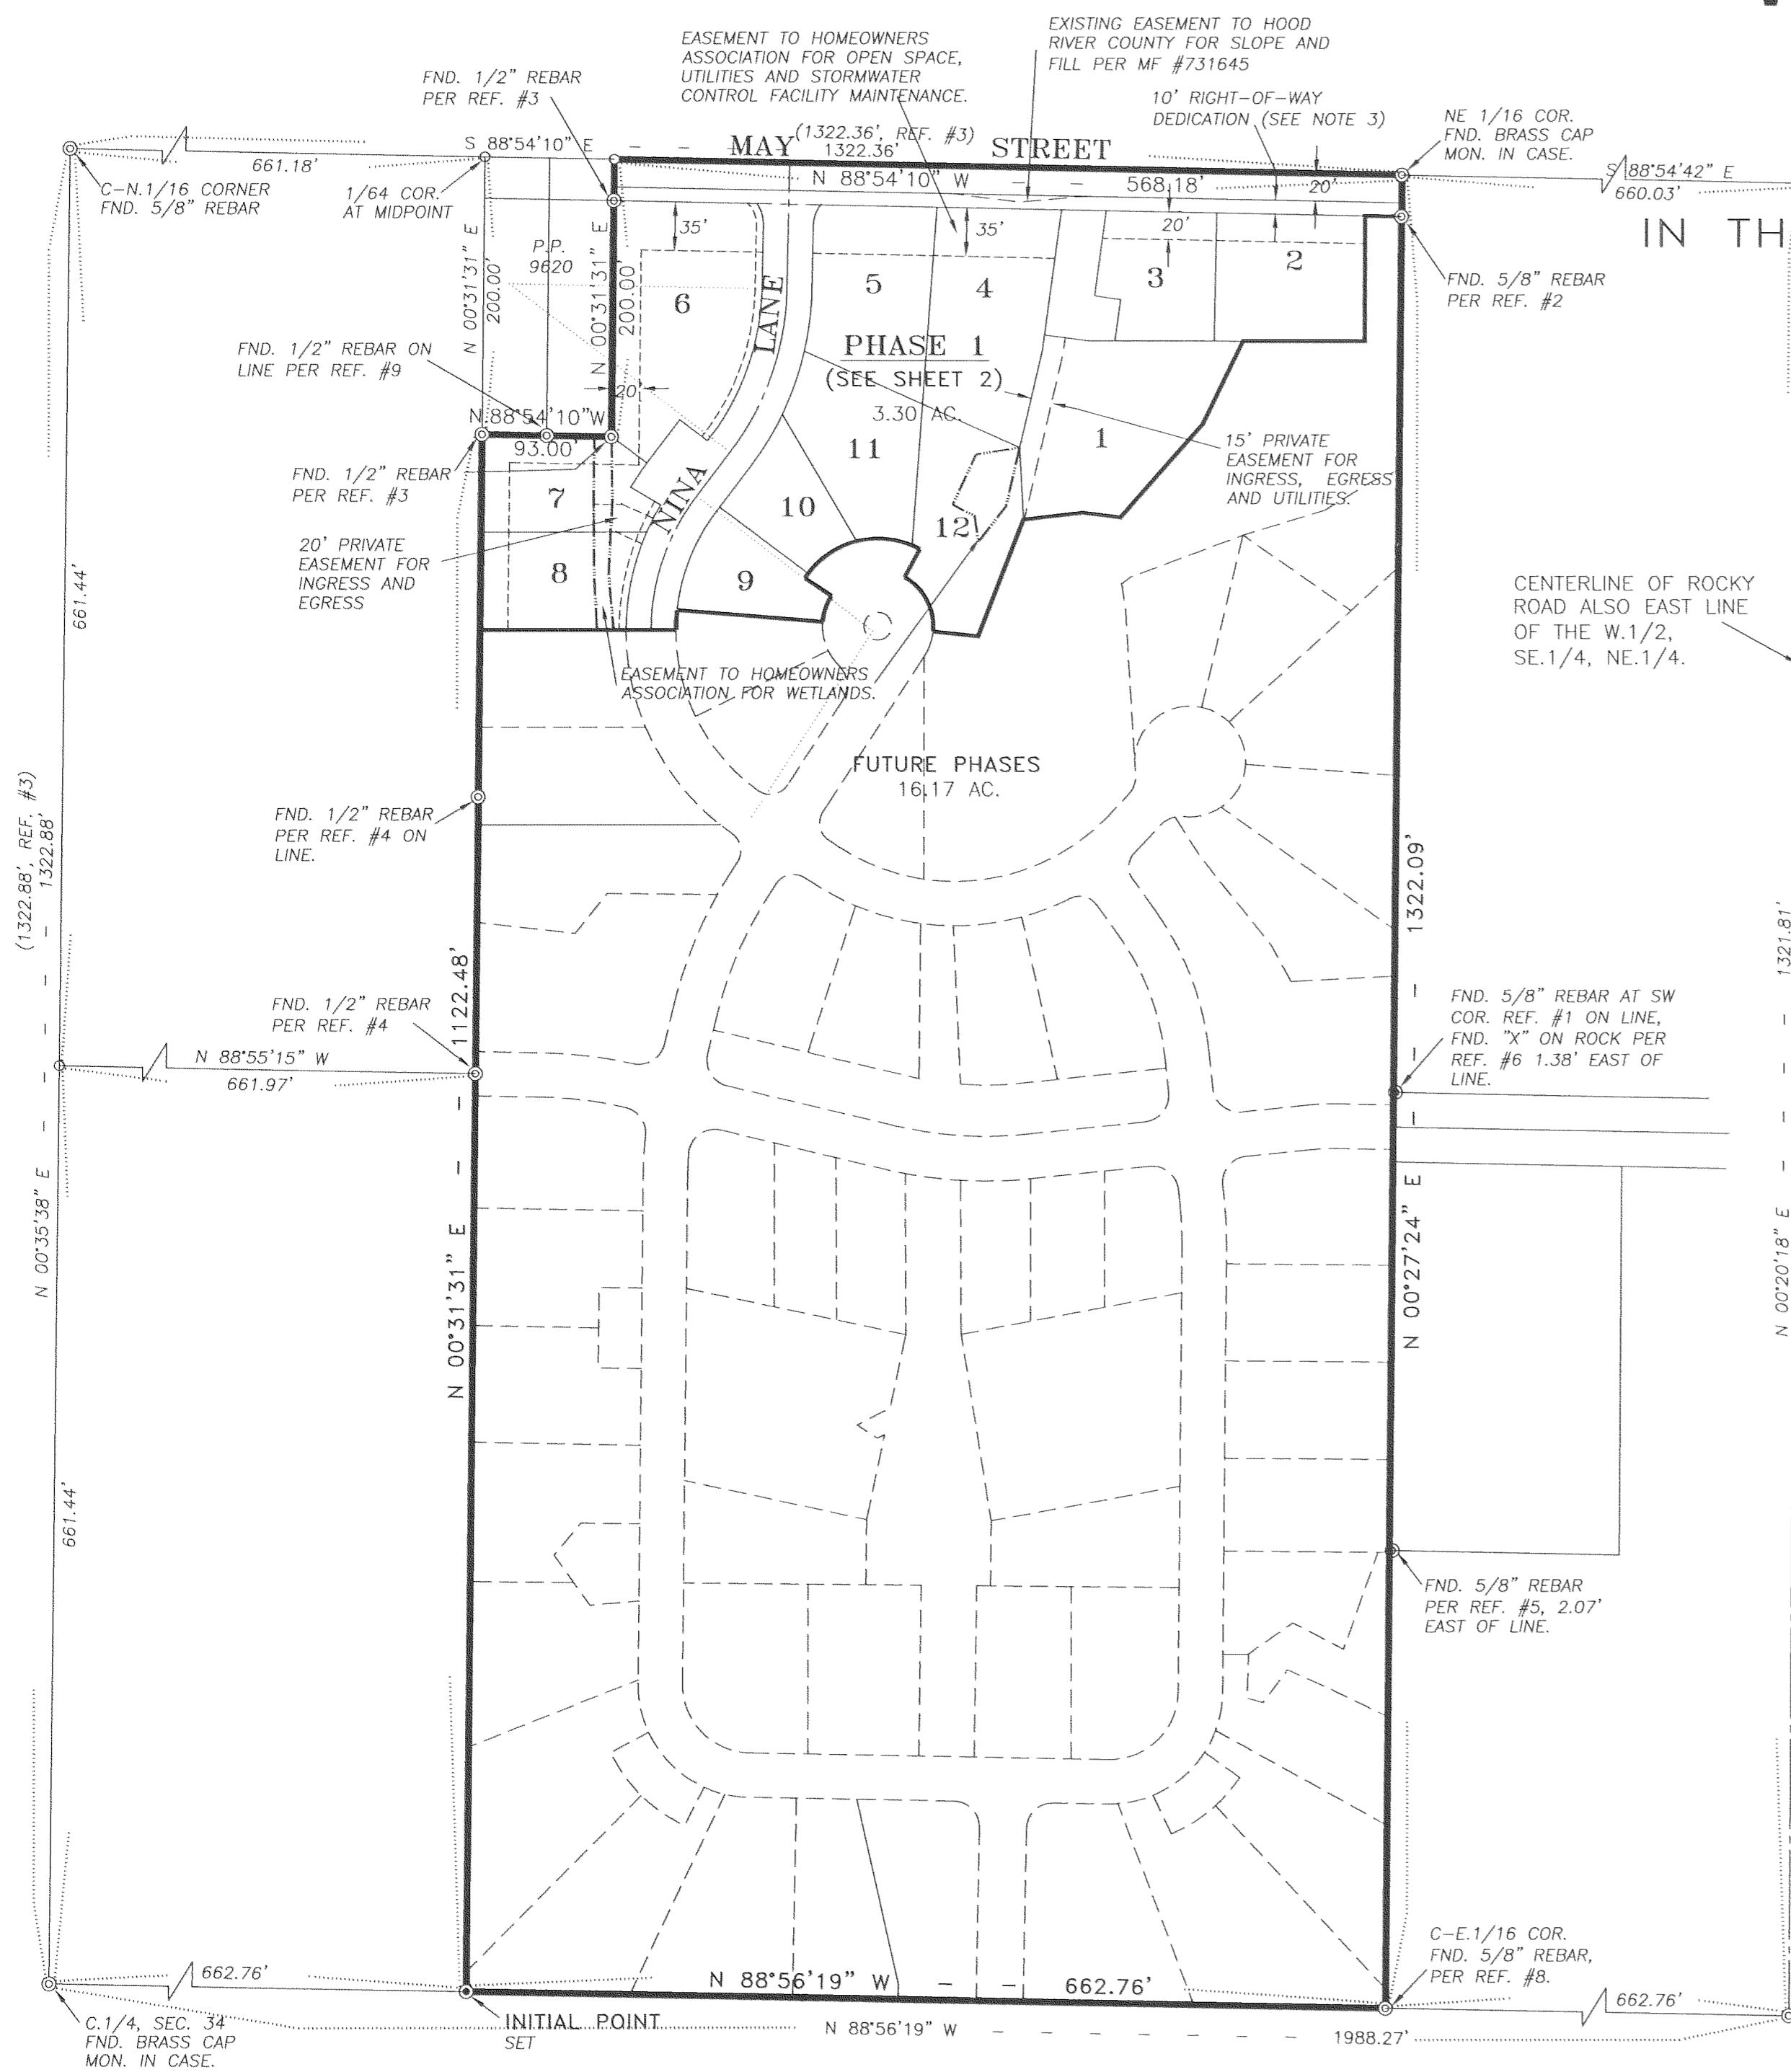 EASEMENT TO HOMEOWNERS
ASSOCIATION FOR OPEN SPACE,
UTILITIES AND STORMWATER
CONTROL FACILITY MAINTENANCE.
EXISTING EASEMENT TO HOOD
RIVER COUNTY FOR SLOPE AND
FILL PER MF #731645
FND. 1/2" REBAR
PER REF. #3
10' RIGHT-OF-WAY
DEDICATION (SEE NOTE 3)
NE 1/16 COR.
FND. BRASS CAP
MON. IN CASE.
S 88°54'10" E
(1322.36', REF. #3)
1322.36'
MAY STREET
661.18'
N 88°54'10" W
568.18'
20'
S 88°54'42" E
660.03'
C-N.1/16 CORNER
FND. 5/8" REBAR
1/64 COR.
AT MIDPOINT
IN TH
P.P.
9620
N 00°31'31" E
200.00'
N 00°31'31" E
200.00'
35'
35'
20'
FND. 5/8" REBAR
PER REF. #2
6
LANE
5
4
3
2
PHASE 1
(SEE SHEET 2)
3.30 AC.
FND. 1/2" REBAR ON
LINE PER REF. #9
20'
N 88°54'10"W
93.00'
FND. 1/2" REBAR
PER REF. #3
11
1
15' PRIVATE
EASEMENT FOR
INGRESS, EGRESS
AND UTILITIES.
7
NINA
10
12
20' PRIVATE
EASEMENT FOR
INGRESS AND
EGRESS
8
9
661.44'
CENTERLINE OF ROCKY
ROAD ALSO EAST LINE
OF THE W.1/2,
SE.1/4, NE.1/4.
EASEMENT TO HOMEOWNERS
ASSOCIATION FOR WETLANDS.
FUTURE PHASES
16.17 AC.
(1322.88', REF. #3)
1322.88'
FND. 1/2" REBAR
PER REF. #4 ON
LINE.
1322.09'
1321.81'
1122.48'
FND. 1/2" REBAR
PER REF. #4
N 88°55'15" W
661.97'
FND. 5/8" REBAR AT SW
COR. REF. #1 ON LINE,
FND. "X" ON ROCK PER
REF. #6 1.38' EAST OF
LINE.
N 00°35'38" E
N 00°31'31" E
N 00°27'24" E
N 00°20'18" E
661.44'
FND. 5/8" REBAR
PER REF. #5, 2.07'
EAST OF LINE.
C-E.1/16 COR.
FND. 5/8" REBAR,
PER REF. #8.
662.76'
N 88°56'19" W
662.76'
662.76'
C.1/4, SEC. 34
FND. BRASS CAP
MON. IN CASE.
INITIAL POINT
SET
N 88°56'19" W
1988.27'